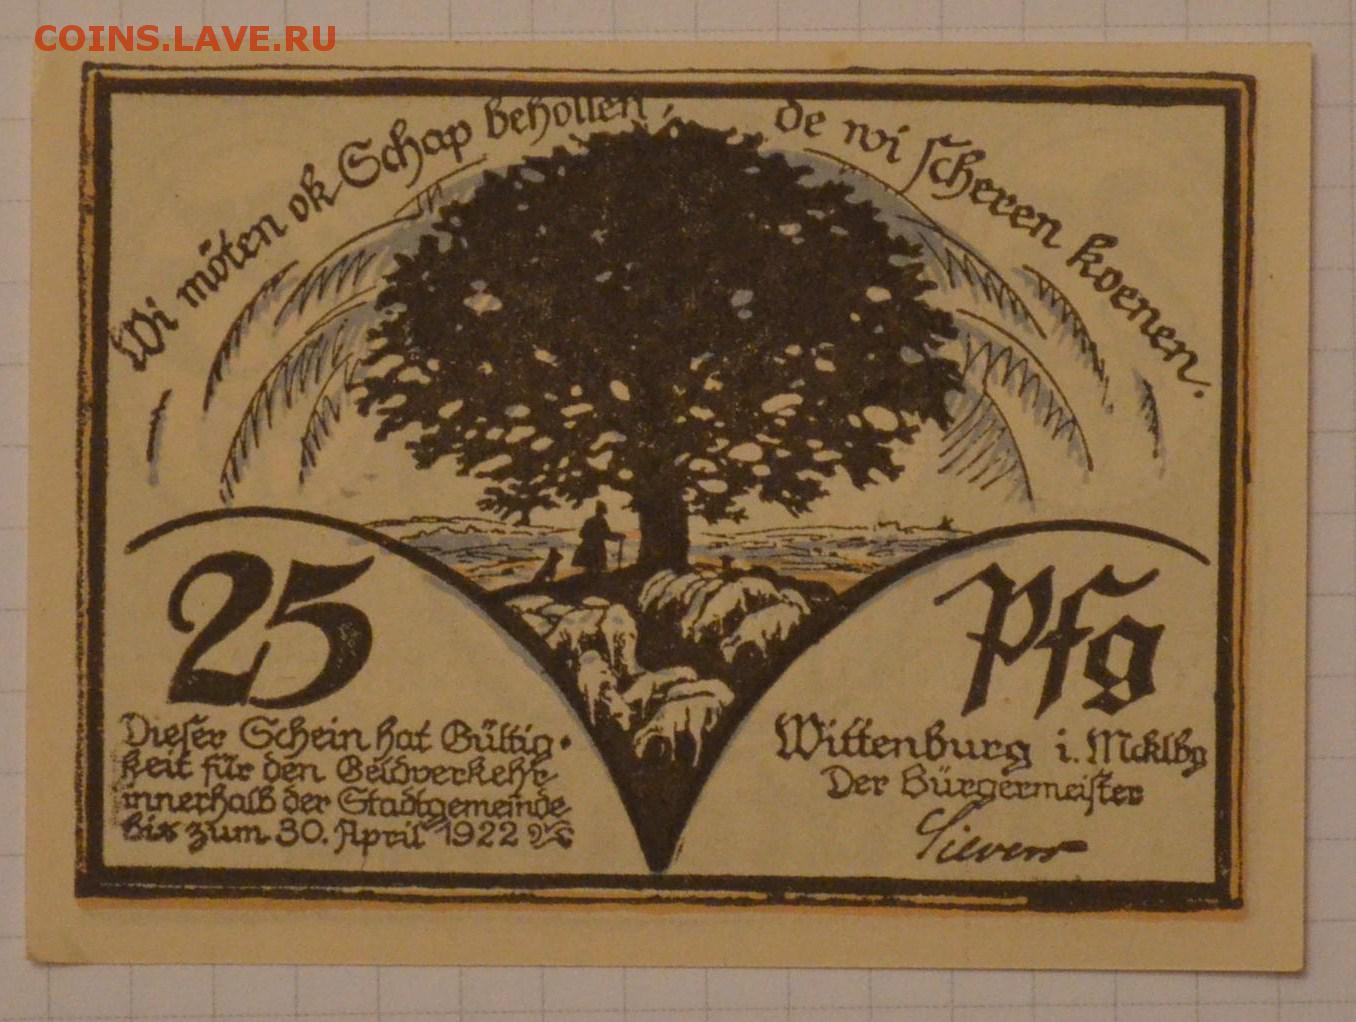 COINS.LAVE.RU
Wi möten ok Schap behollen, de wi scheren koenen.
25 Pfg
Dieser Schein hat Gültig-
keit für den Geldverkehr
innerhalb der Stadtgemeinde
bis zum 30. April 1922
Wittenburg i. Mcklbg
Der Bürgermeister
Sievers